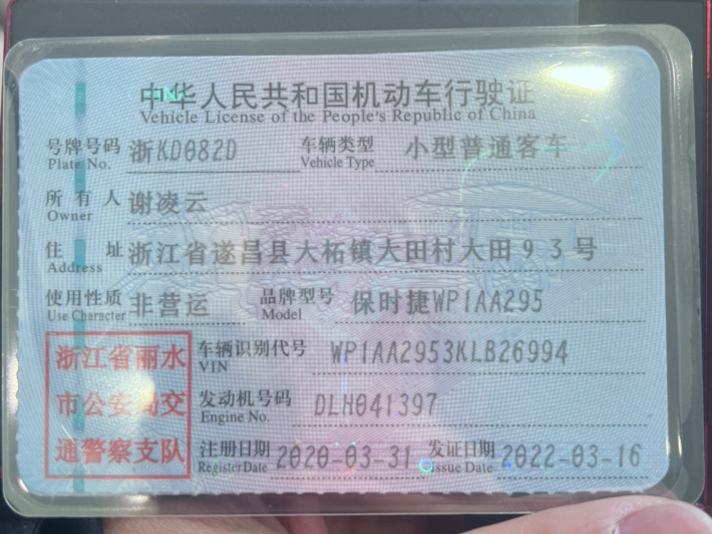 中华人民共和国机动车行驶证
Vehicle License of the People's Republic of China
号牌号码 浙KD082D 车辆类型 小型普通客车
Plate No. Vehicle Type
所有人 谢凌云
Owner
住址 浙江省遂昌县大柘镇大田村大田93号
Address
使用性质 非营运 品牌型号 保时捷WP1AA295
Use Character Model
浙江省丽水
市公安局交
通警察支队
车辆识别代号 WP1AA2953KLB26994
VIN
发动机号码 DLH041397
Engine No.
注册日期 2020-03-31 发证日期 2022-03-16
Register Date Issue Date